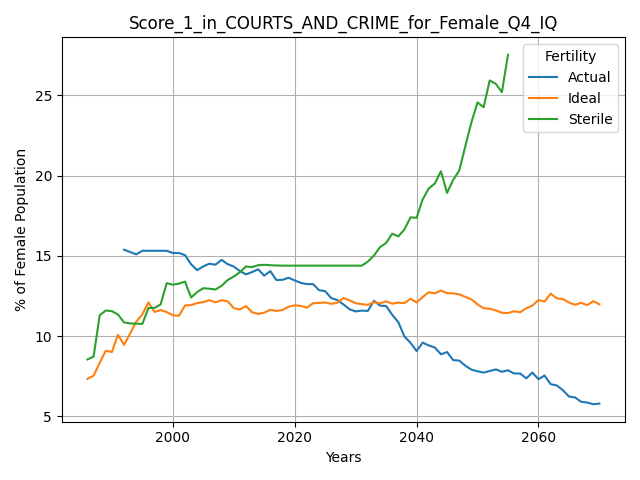 Score_1_in_COURTS_AND_CRIME_for_Female_Q4_IQ
Fertility
Actual
Ideal
Sterile
% of Female Population
25
20
15
10
5
2000
2020
2040
2060
Years